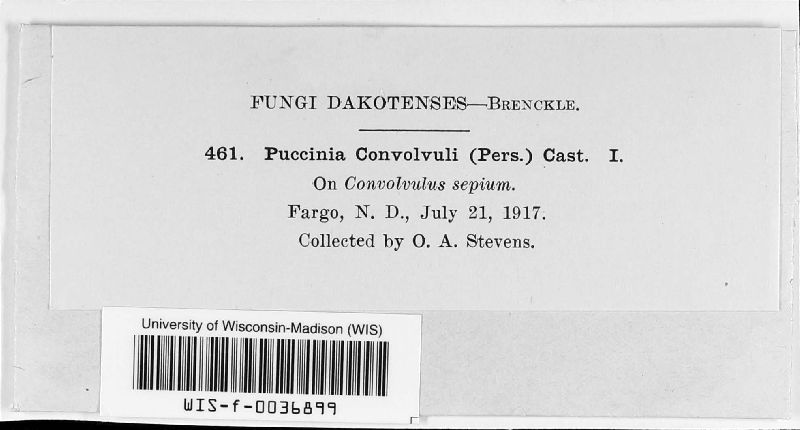 FUNGI DAKOTENSES—BRENCKLE.
461. Puccinia Convolvuli (Pers.) Cast. I.
On Convolvulus sepium.
Fargo, N. D., July 21, 1917.
Collected by O. A. Stevens.
University of Wisconsin-Madison (WIS)
WIS-f-0036899